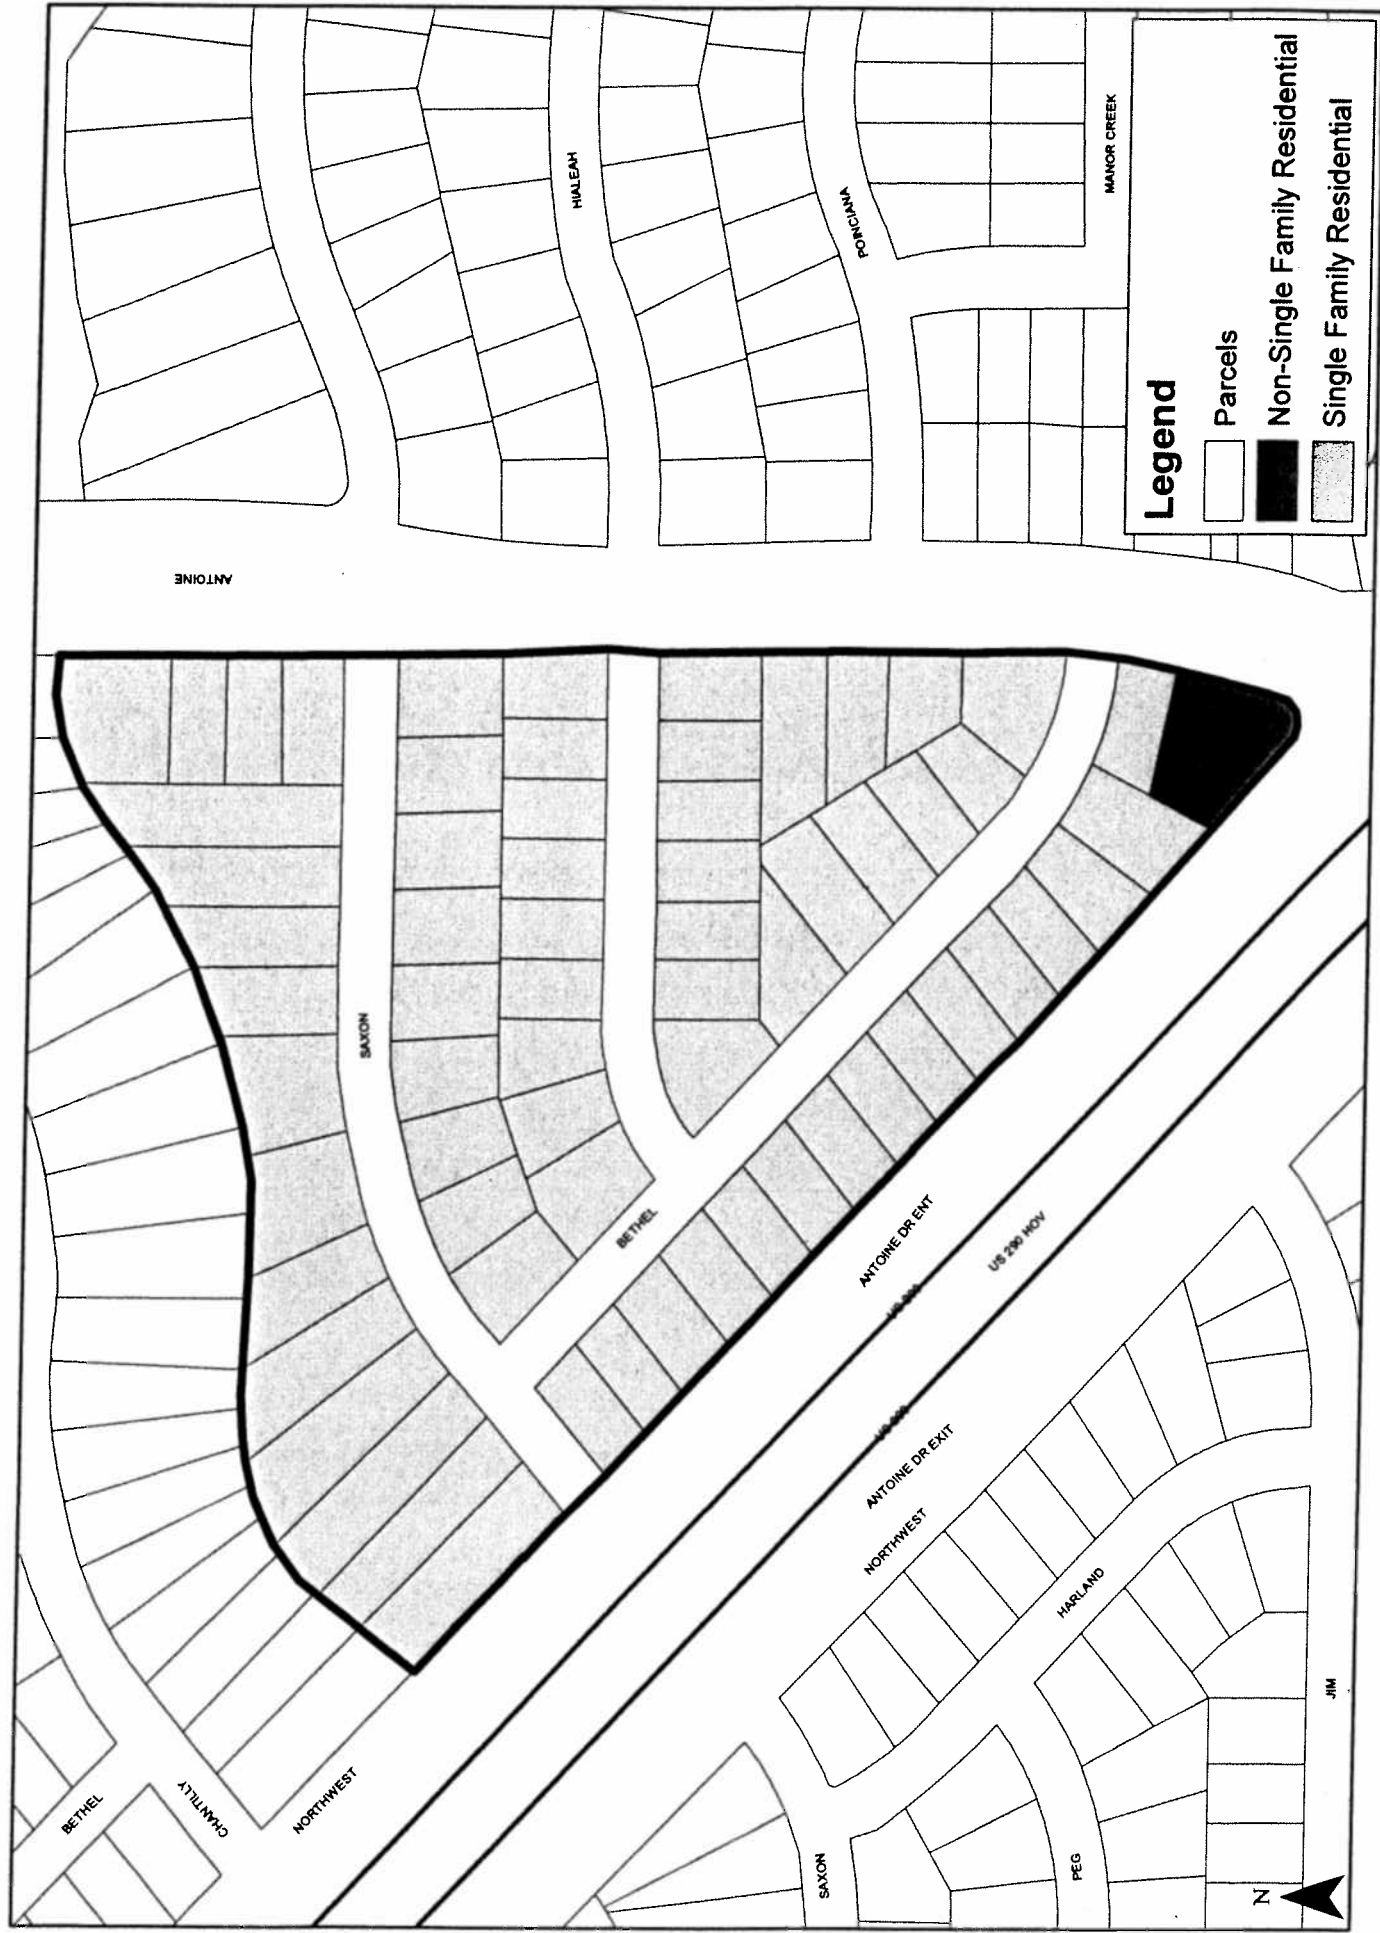 ANTOINE
HIALEAH
POINCIANA
MANOR CREEK
SAXON
BETHEL
ANTOINE DR ENT
US 290 HOV
ANTOINE DR EXIT
NORTHWEST
HARLAND
BETHEL
CHANTILLY
NORTHWEST
SAXON
PEG
JIM
N
Legend
Parcels
Non-Single Family Residential
Single Family Residential